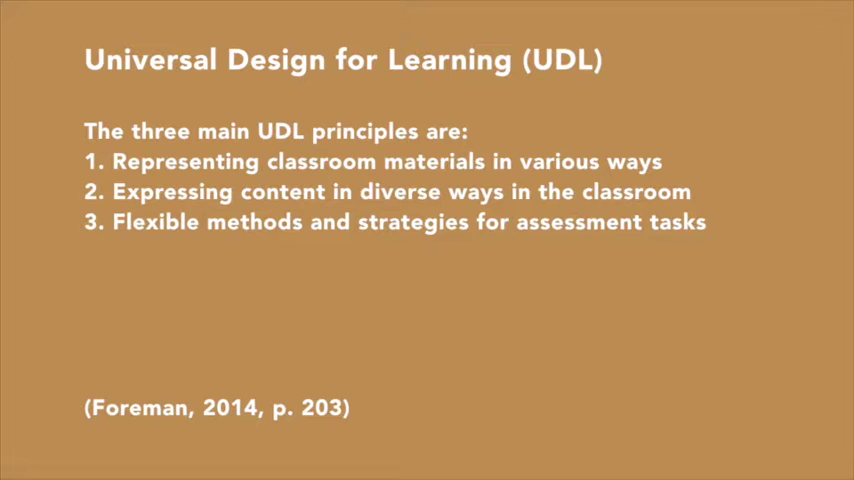 Universal Design for Learning (UDL)
The three main UDL principles are:
1. Representing classroom materials in various ways
2. Expressing content in diverse ways in the classroom
3. Flexible methods and strategies for assessment tasks
(Foreman, 2014, p. 203)